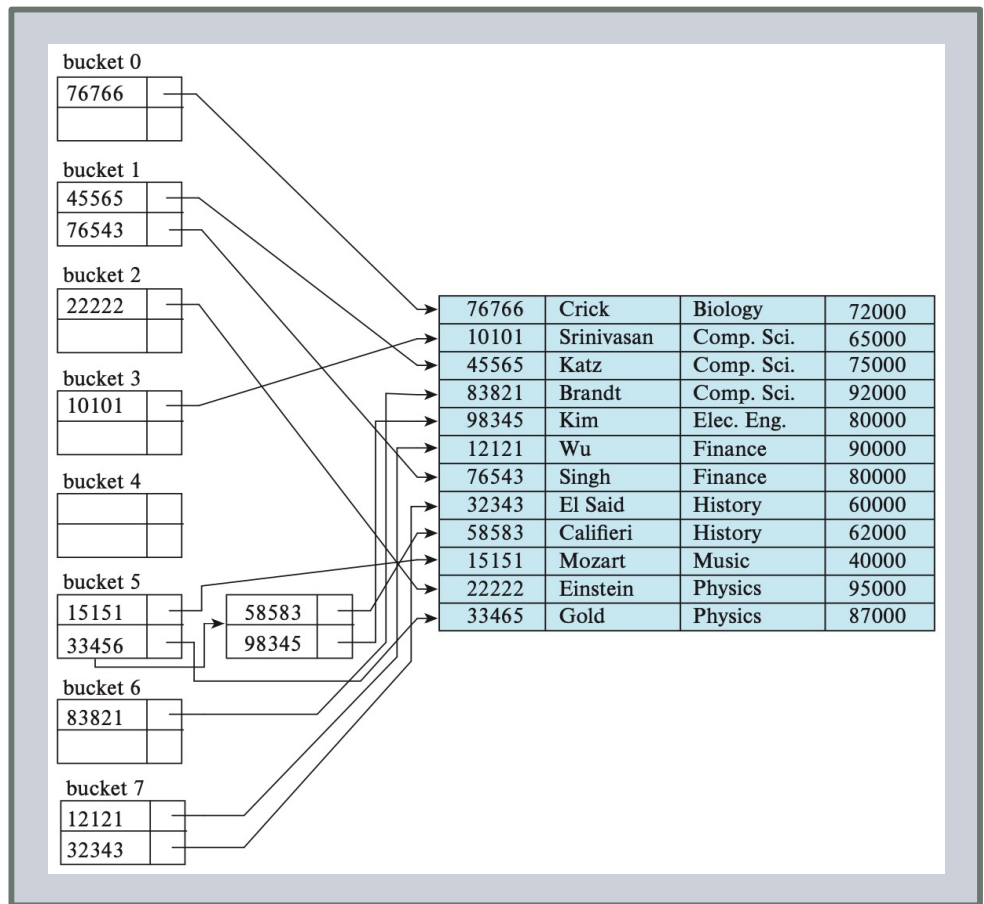 bucket 0
76766
bucket 1
45565
76543
bucket 2
22222
bucket 3
10101
bucket 4
bucket 5
15151
33456
58583
98345
bucket 6
83821
bucket 7
12121
32343
76766 Crick Biology 72000
10101 Srinivasan Comp. Sci. 65000
45565 Katz Comp. Sci. 75000
83821 Brandt Comp. Sci. 92000
98345 Kim Elec. Eng. 80000
12121 Wu Finance 90000
76543 Singh Finance 80000
32343 El Said History 60000
58583 Califieri History 62000
15151 Mozart Music 40000
22222 Einstein Physics 95000
33465 Gold Physics 87000